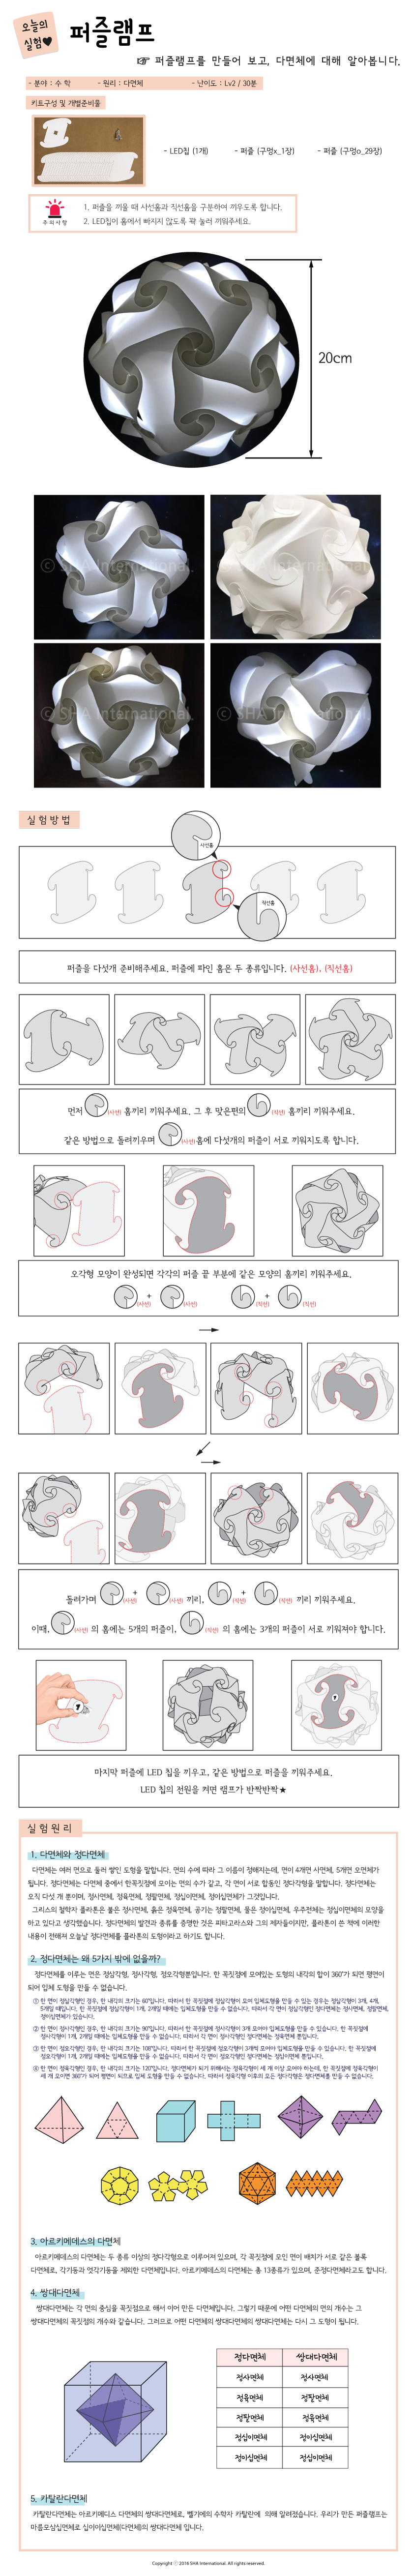 오늘의
실험♥
퍼즐램프
☞ 퍼즐램프를 만들어 보고, 다면체에 대해 알아봅니다.
- 분야 : 수 학 - 원리 : 다면체 - 난이도 : Lv2 / 30분
키트구성 및 개별준비물
- LED칩 (1개) - 퍼즐 (구멍x_1장) - 퍼즐 (구멍o_29장)
주의사항
1. 퍼즐을 끼울 때 사선홈과 직선홈을 구분하여 끼우도록 합니다.
2. LED칩이 홈에서 빠지지 않도록 꽉 눌러 끼워주세요.
20cm
© SHA International.
© SHA International.
© SHA International.
© SHA International.
실험방법
사선홈
직선홈
퍼즐을 다섯개 준비해주세요. 퍼즐에 파인 홈은 두 종류입니다. (사선홈), (직선홈)
먼저 (사선) 홈끼리 끼워주세요. 그 후 맞은편의 (직선) 홈끼리 끼워주세요.
같은 방법으로 돌려끼우며 (사선)홈에 다섯개의 퍼즐이 서로 끼워지도록 합니다.
오각형 모양이 완성되면 각각의 퍼즐 끝 부분에 같은 모양의 홈끼리 끼워주세요.
(사선) + (사선) (직선) + (직선)
돌려가며 (사선) + (사선) 끼리, (직선) + (직선) 끼리 끼워주세요.
이때, (사선) 의 홈에는 5개의 퍼즐이, (직선) 의 홈에는 3개의 퍼즐이 서로 끼워져야 합니다.
마지막 퍼즐에 LED 칩을 끼우고, 같은 방법으로 퍼즐을 끼워주세요.
LED 칩의 전원을 켜면 램프가 반짝반짝★
실험원리
1. 다면체와 정다면체
다면체는 여러 면으로 둘러 쌓인 도형을 말합니다. 면의 수에 따라 그 이름이 정해지는데, 면이 4개면 사면체, 5개면 오면체가
됩니다. 정다면체는 다면체 중에서 한꼭짓점에 모이는 면의 수가 같고, 각 면이 서로 합동인 정다각형을 말합니다. 정다면체는
오직 다섯 개 뿐이며, 정사면체, 정육면체, 정팔면체, 정십이면체, 정이십면체가 그것입니다.
그리스의 철학자 플라톤은 불은 정사면체, 흙은 정육면체, 공기는 정팔면체, 물은 정이십면체, 우주전체는 정십이면체의 모양을
하고 있다고 생각했습니다. 정다면체의 발견과 종류를 증명한 것은 피타고라스와 그의 제자들이지만, 플라톤이 쓴 책에 이러한
내용이 전해져 오늘날 정다면체를 플라톤의 도형이라고 하기도 합니다.
2. 정다면체는 왜 5가지 밖에 없을까?
정다면체를 이루는 면은 정삼각형, 정사각형, 정오각형뿐입니다. 한 꼭짓점에 모여있는 도형의 내각의 합이 360°가 되면 평면이
되어 입체 도형을 만들 수 없습니다.
① 한 면이 정삼각형인 경우, 한 내각의 크기는 60°입니다. 따라서 한 꼭짓점에 정삼각형이 모여 입체도형을 만들 수 있는 경우는 정삼각형이 3개, 4개,
5개일 때입니다. 한 꼭짓점에 정삼각형이 1개, 2개일 때에는 입체도형을 만들 수 없습니다. 따라서 각 면이 정삼각형인 정다면체는 정사면체, 정팔면체,
정이십면체가 있습니다.
② 한 면이 정사각형인 경우, 한 내각의 크기는 90°입니다. 따라서 한 꼭짓점에 정사각형이 3개 모여야 입체도형을 만들 수 있습니다. 한 꼭짓점에
정사각형이 1개, 2개일 때에는 입체도형을 만들 수 없습니다. 따라서 각 면이 정사각형인 정다면체는 정육면체 뿐입니다.
③ 한 면이 정오각형인 경우, 한 내각의 크기는 108°입니다. 따라서 한 꼭짓점에 정오각형이 3개씩 모여야 입체도형을 만들 수 있습니다. 한 꼭짓점에
정오각형이 1개, 2개일 때에는 입체도형을 만들 수 없습니다. 따라서 각 면이 정오각형인 정다면체는 정십이면체 뿐입니다.
④ 한 면이 정육각형인 경우, 한 내각의 크기는 120°입니다. 정다면체가 되기 위해서는 정육각형이 세 개 이상 모여야 하는데, 한 꼭짓점에 정육각형이
세 개 모이면 360°가 되어 평면이 되므로 입체 도형을 만들 수 없습니다. 따라서 정육각형 이후의 모든 정다각형은 정다면체를 만들 수 없습니다.
3. 아르키메데스의 다면체
아르키메데스의 다면체는 두 종류 이상의 정다각형으로 이루어져 있으며, 각 꼭짓점에 모인 면이 배치가 서로 같은 볼록
다면체로, 각기둥과 엇각기둥을 제외한 다면체입니다. 아르키메데스의 다면체는 총 13종류가 있으며, 준정다면체라고도 합니다.
4. 쌍대다면체
쌍대다면체는 각 면의 중심을 꼭짓점으로 해서 이어 만든 다면체입니다. 그렇기 때문에 어떤 다면체의 면의 개수는 그
쌍대다면체의 꼭짓점의 개수와 같습니다. 그러므로 어떤 다면체의 쌍대다면체의 쌍대다면체는 다시 그 도형이 됩니다.
정다면체 쌍대다면체
정사면체 정사면체
정육면체 정팔면체
정팔면체 정육면체
정십이면체 정이십면체
정이십면체 정십이면체
5. 카탈란다면체
카탈란다면체는 아르키메디스 다면체의 쌍대다면체로, 벨기에의 수학자 카탈란에 의해 알려졌습니다. 우리가 만든 퍼즐램프는
마름모삼십면체로 십이이십면체(다면체)의 쌍대다면체 입니다.
Copyright ⓒ 2016 SHA International. All rights reserved.